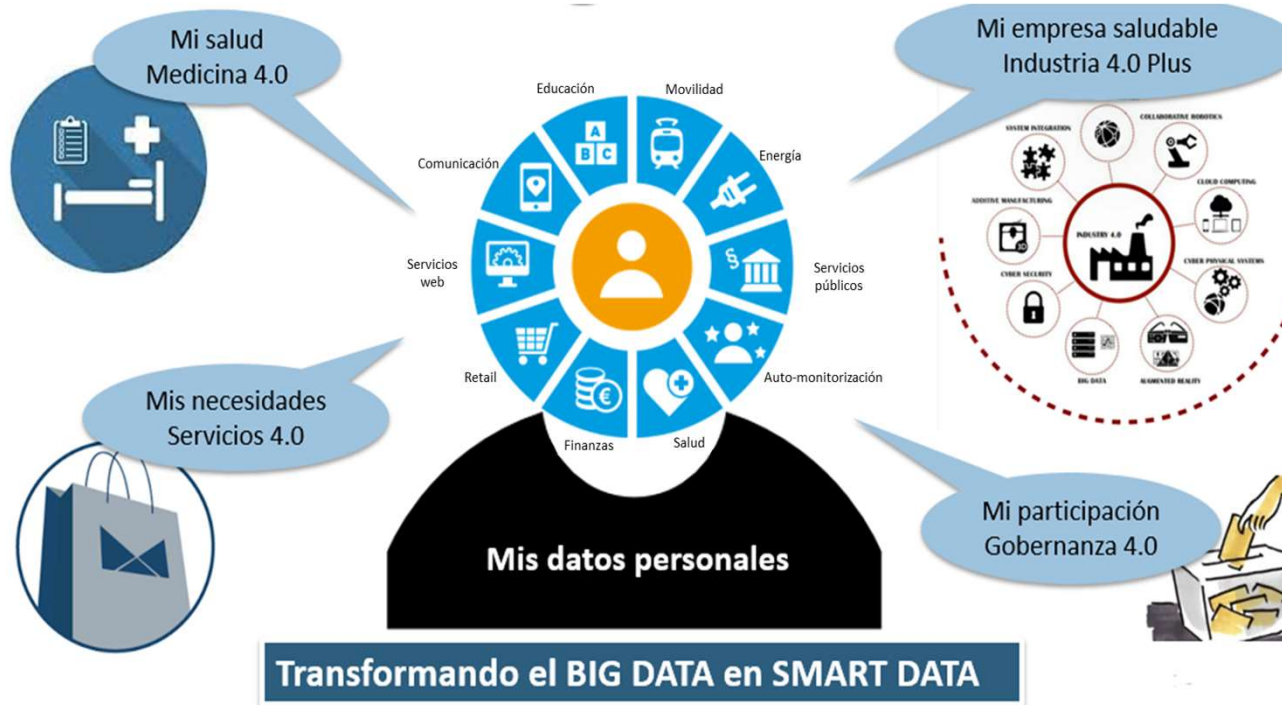 Mi salud
Medicina 4.0
Mi empresa saludable
Industria 4.0 Plus
Educación
Movilidad
Comunicación
Energía
Servicios
web
Servicios
públicos
Retail
Auto-monitorización
Finanzas
Salud
A
B C
§
€
COLLABORATIVE ROBOTICS
SYSTEM INTEGRATION
CLOUD COMPUTING
ADDITIVE MANUFACTURING
3D
INDUSTRY 4.0
CYBER PHYSICAL SYSTEMS
CYBER SECURITY
BIG DATA
AUGMENTED REALITY
Mis necesidades
Servicios 4.0
Mi participación
Gobernanza 4.0
Mis datos personales
Transformando el BIG DATA en SMART DATA